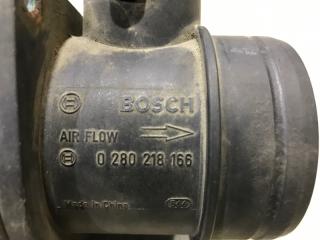 BOSCH
AIR FLOW
0 280 218 166
Made in China